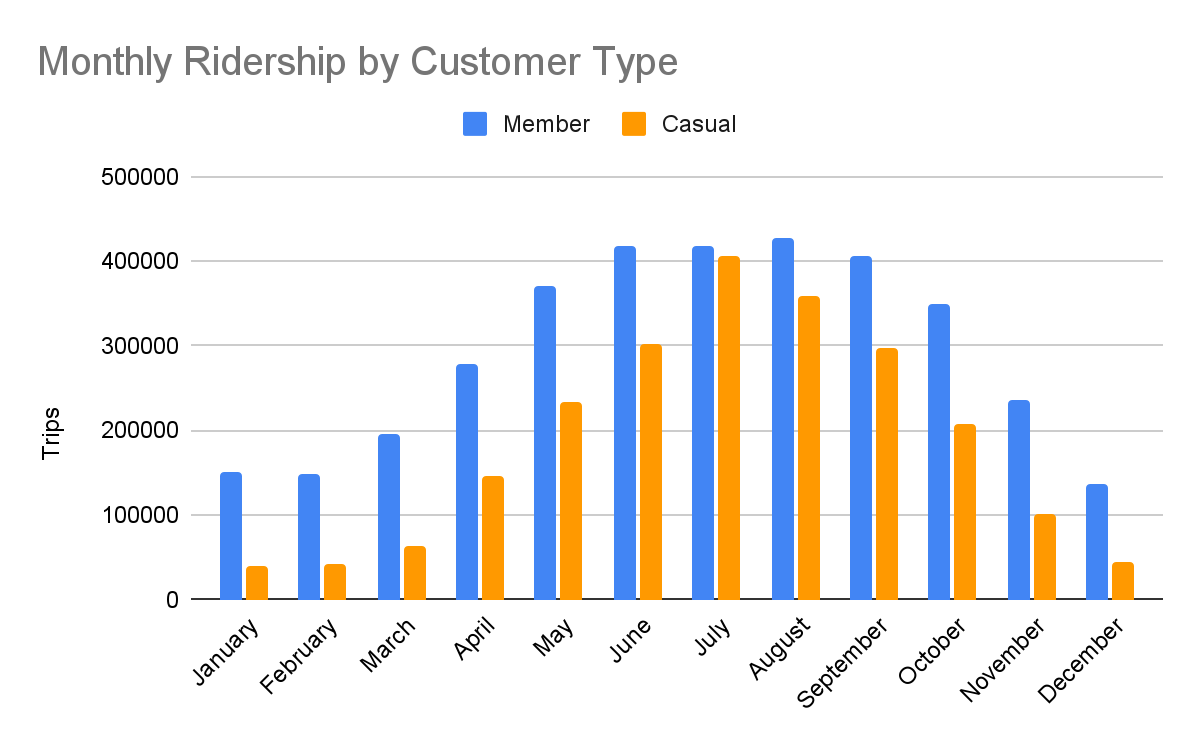 Monthly Ridership by Customer Type
Member Casual
500000
400000
300000
200000
100000
0
Trips
January
February
March
April
May
June
July
August
September
October
November
December